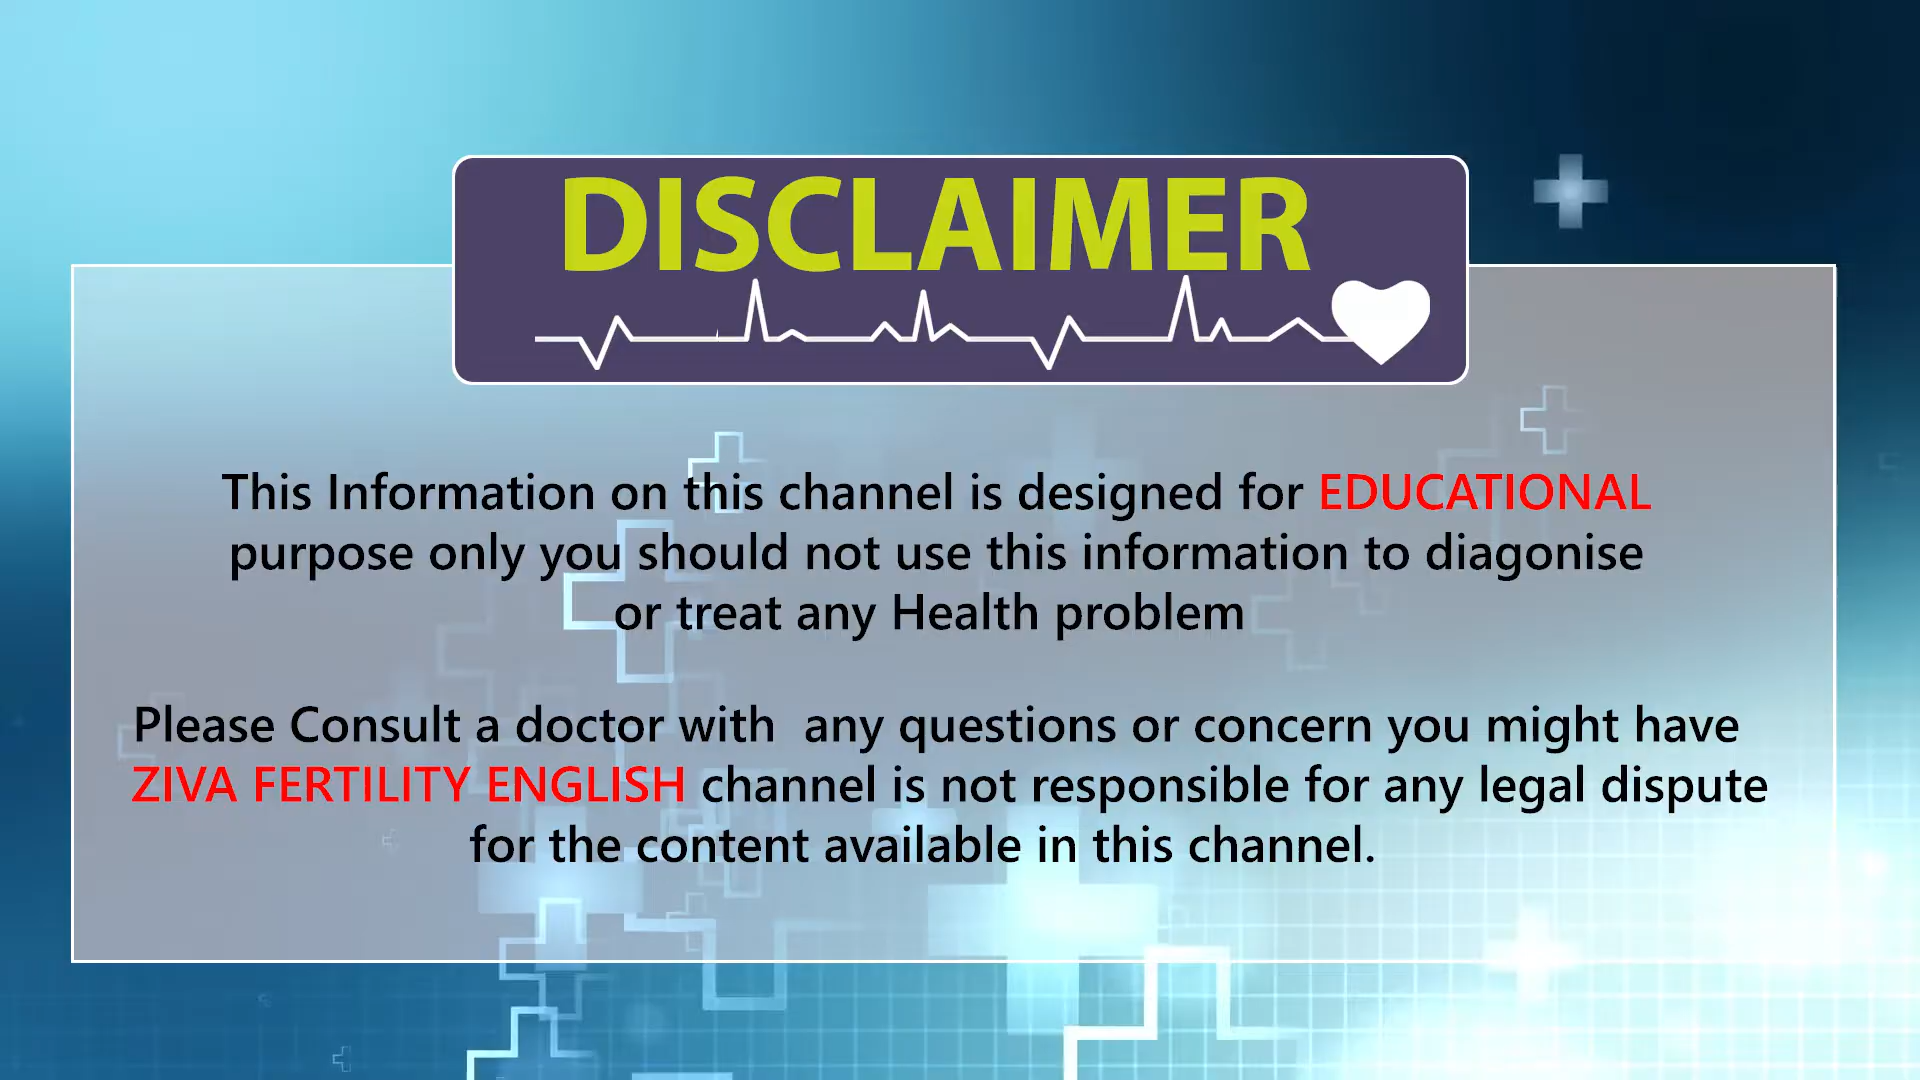 DISCLAIMER
This Information on this channel is designed for EDUCATIONAL
purpose only you should not use this information to diagonise
or treat any Health problem
Please Consult a doctor with  any questions or concern you might have
ZIVA FERTILITY ENGLISH channel is not responsible for any legal dispute
for the content available in this channel.